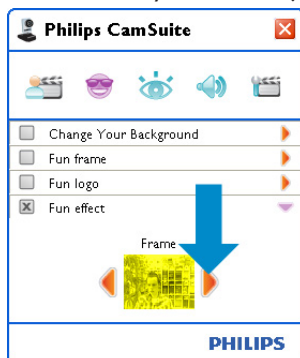 Philips CamSuite
Change Your Background
Fun frame
Fun logo
Fun effect
Frame
PHILIPS